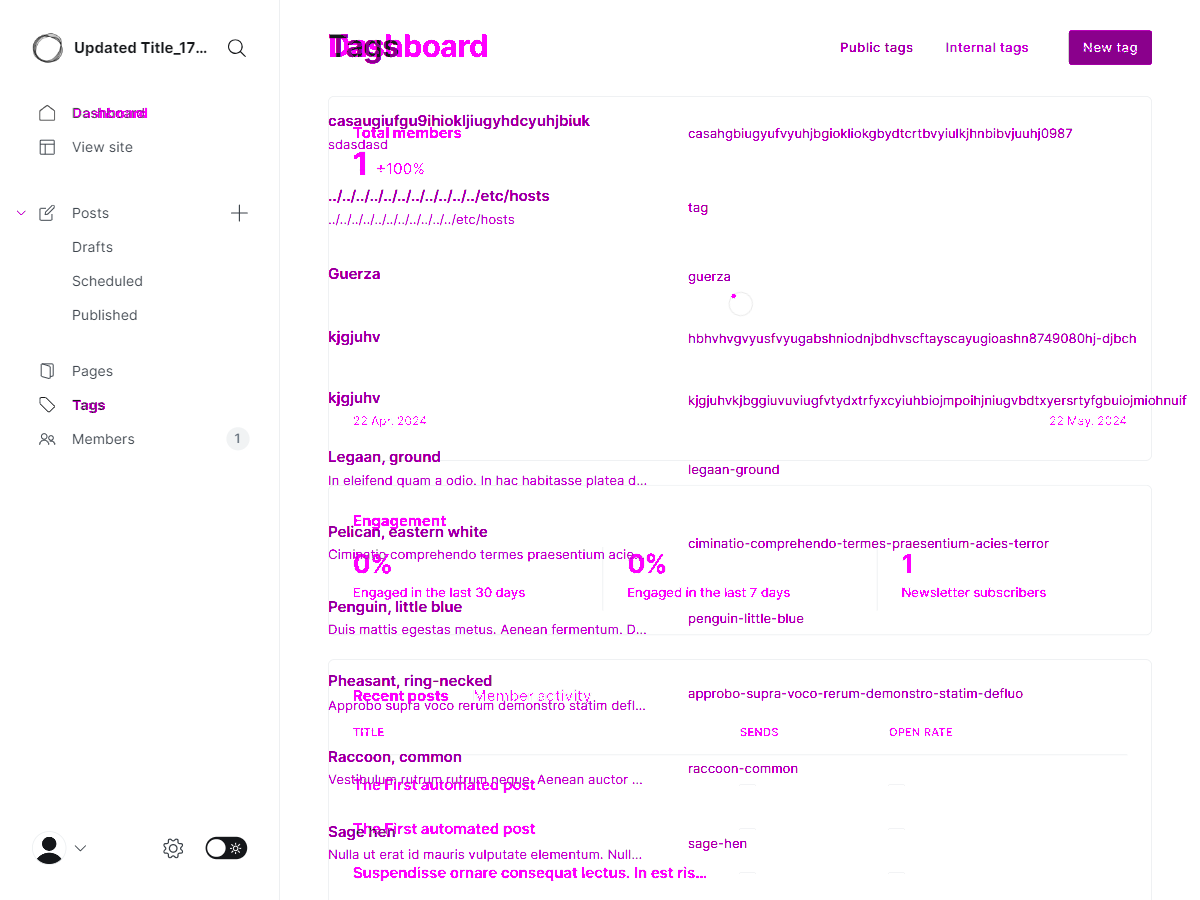 Updated Title_17...
Dashboard
View site
Posts
Drafts
Scheduled
Published
Pages
Tags
Members
1
Dashboard
Tags
Public tags
Internal tags
New tag
casaugiufgu9ihiokljiugyhdcyuhjbiuk
Total members
casahgbiugyufvyuhjbgiokliokgbydtcrtbvyiulkjhnbibvjuuhj0987
sdasdasd
1 +100%
../../../../../../../../../../../etc/hosts
tag
../../../../../../../../../../../etc/hosts
Guerza
guerza
kjgjuhv
hbhvhvgvyusfvyugabshniodnjbdhvscftayscayugioashn8749080hj-djbch
kjgjuhv
kjgjuhvkjbggiuvuviugfvtydxtrfyxcyiuhbiojmpoihjniugvbdtxyersrtyfgbuiojmiohnuif
22 Apr, 2024
22 May, 2024
Legaan, ground
legaan-ground
In eleifend quam a odio. In hac habitasse platea d...
Engagement
Pelican, eastern white
ciminatio-comprehendo-termes-praesentium-acies-terror
Ciminatio comprehendo termes praesentium acie...
0%
0%
1
Engaged in the last 30 days
Engaged in the last 7 days
Newsletter subscribers
Penguin, little blue
penguin-little-blue
Duis mattis egestas metus. Aenean fermentum. D...
Pheasant, ring-necked
approbo-supra-voco-rerum-demonstro-statim-defluo
Recent posts
Member activity
Approbo supra voco rerum demonstro statim defl...
TITLE
SENDS
OPEN RATE
Raccoon, common
raccoon-common
Vestibulum rutrum rutrum neque. Aenean auctor ...
The First automated post
The First automated post
Sage hen
sage-hen
Nulla ut erat id mauris vulputate elementum. Null...
Suspendisse ornare consequat lectus. In est ris...